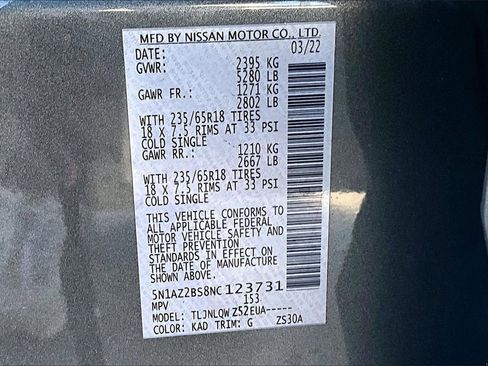 MFD BY NISSAN MOTOR CO., LTD.
DATE: 03/22
GVWR: 2395 KG
5280 LB
GAWR FR.: 1271 KG
2802 LB
WITH 235/65R18 TIRES
18 X 7.5 RIMS AT 33 PSI
COLD SINGLE
GAWR RR.: 1210 KG
2667 LB
WITH 235/65R18 TIRES
18 X 7.5 RIMS AT 33 PSI
COLD SINGLE
THIS VEHICLE CONFORMS TO
ALL APPLICABLE FEDERAL
MOTOR VEHICLE SAFETY AND
THEFT PREVENTION
STANDARDS IN EFFECT ON
THE DATE OF MANUFACTURE
SHOWN ABOVE.
5N1AZ2BS8NC123731
MPV 153
MODEL: TLJNLQW Z52EUA-----
COLOR: KAD TRIM: G ZS30A